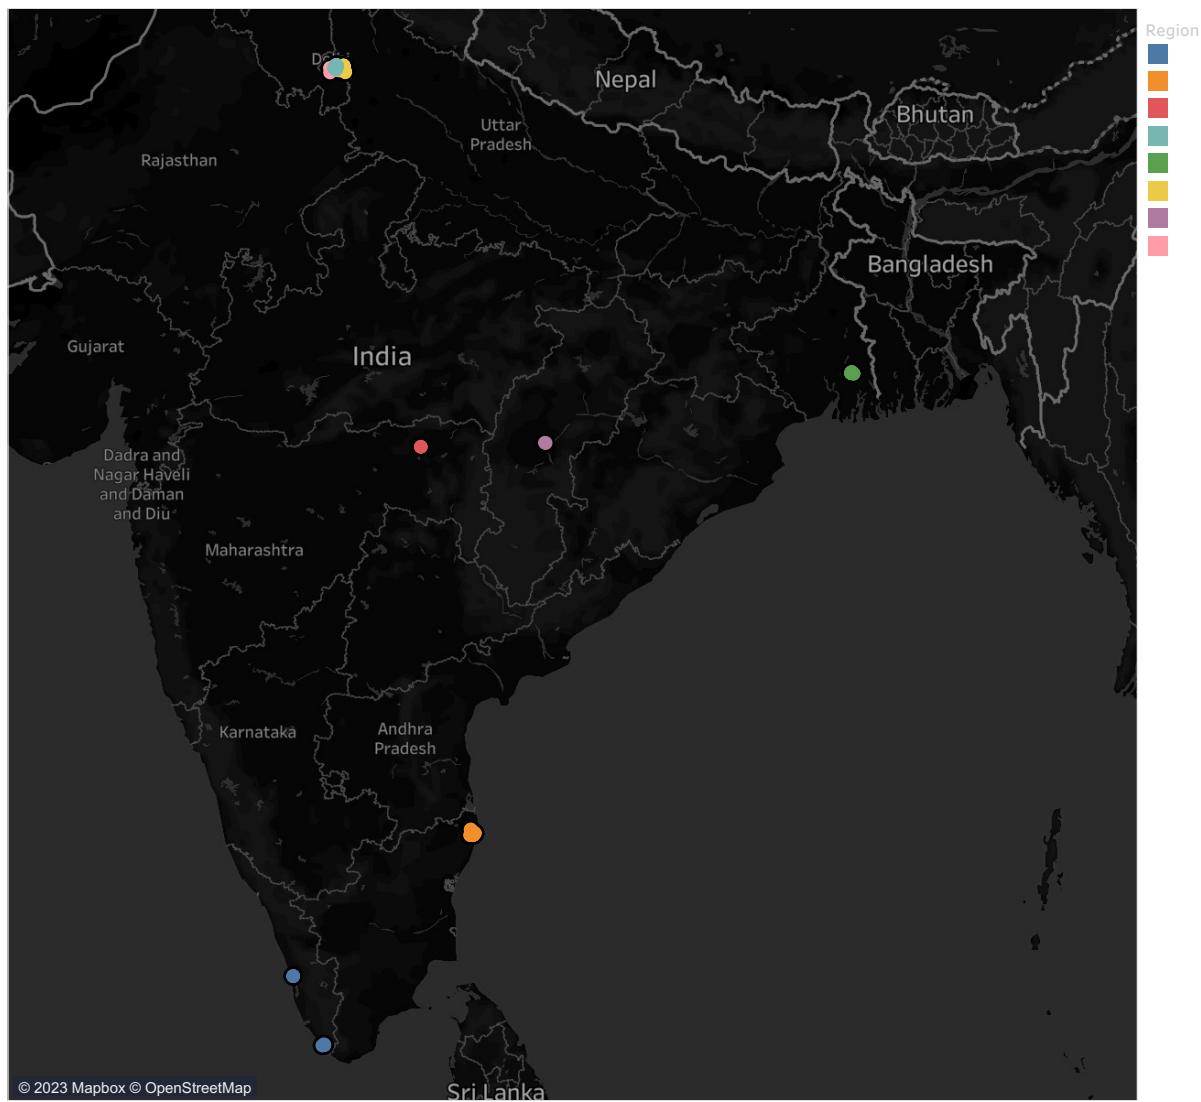 Region
Delhi
Nepal
Bhutan
Uttar
Pradesh
Rajasthan
Bangladesh
Gujarat
India
Dadra and
Nagar Haveli
and Daman
and Diu
Maharashtra
Karnataka
Andhra
Pradesh
Sri Lanka
© 2023 Mapbox © OpenStreetMap